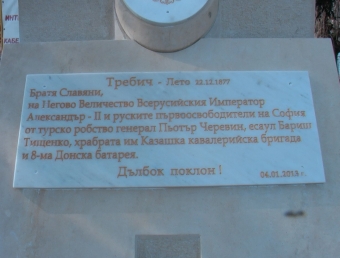 Требич - Лето 22.12.1877
Братя Славяни,
на Негово Величество Всерусийския Император
Александър - II и руските първоосвободители на София
от турско робство генерал Пьотър Черевин, есаул Бариш
Тищенко, храбрата им Казашка кавалерийска бригада
и 8-ма Донска батарея.
Дълбок поклон!
04.01.2013 г.